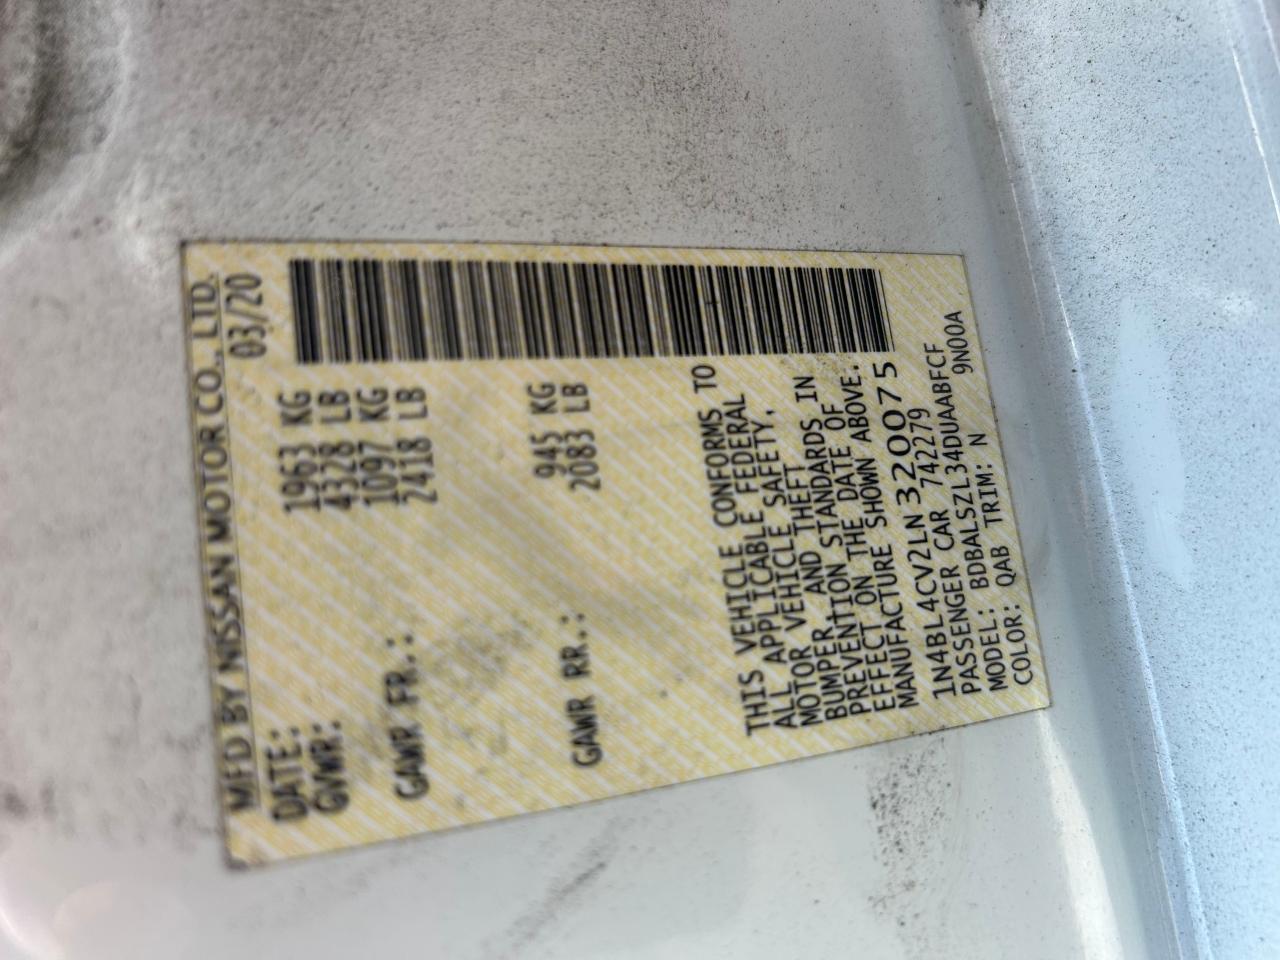 MFD BY NISSAN MOTOR CO., LTD.
DATE: 03/20
GVWR: 1963 KG
4328 LB
GAWR FR.: 1097 KG
2418 LB
GAWR RR.: 945 KG
2083 LB
THIS VEHICLE CONFORMS TO
ALL APPLICABLE FEDERAL
MOTOR VEHICLE SAFETY,
BUMPER, AND THEFT
PREVENTION STANDARDS IN
EFFECT ON THE DATE OF
MANUFACTURE SHOWN ABOVE.
1N4BL4CV2LN320075
PASSENGER CAR 742279
MODEL: BDBALSZL34DUAABFCF
COLOR: QAB TRIM: N 9N00A